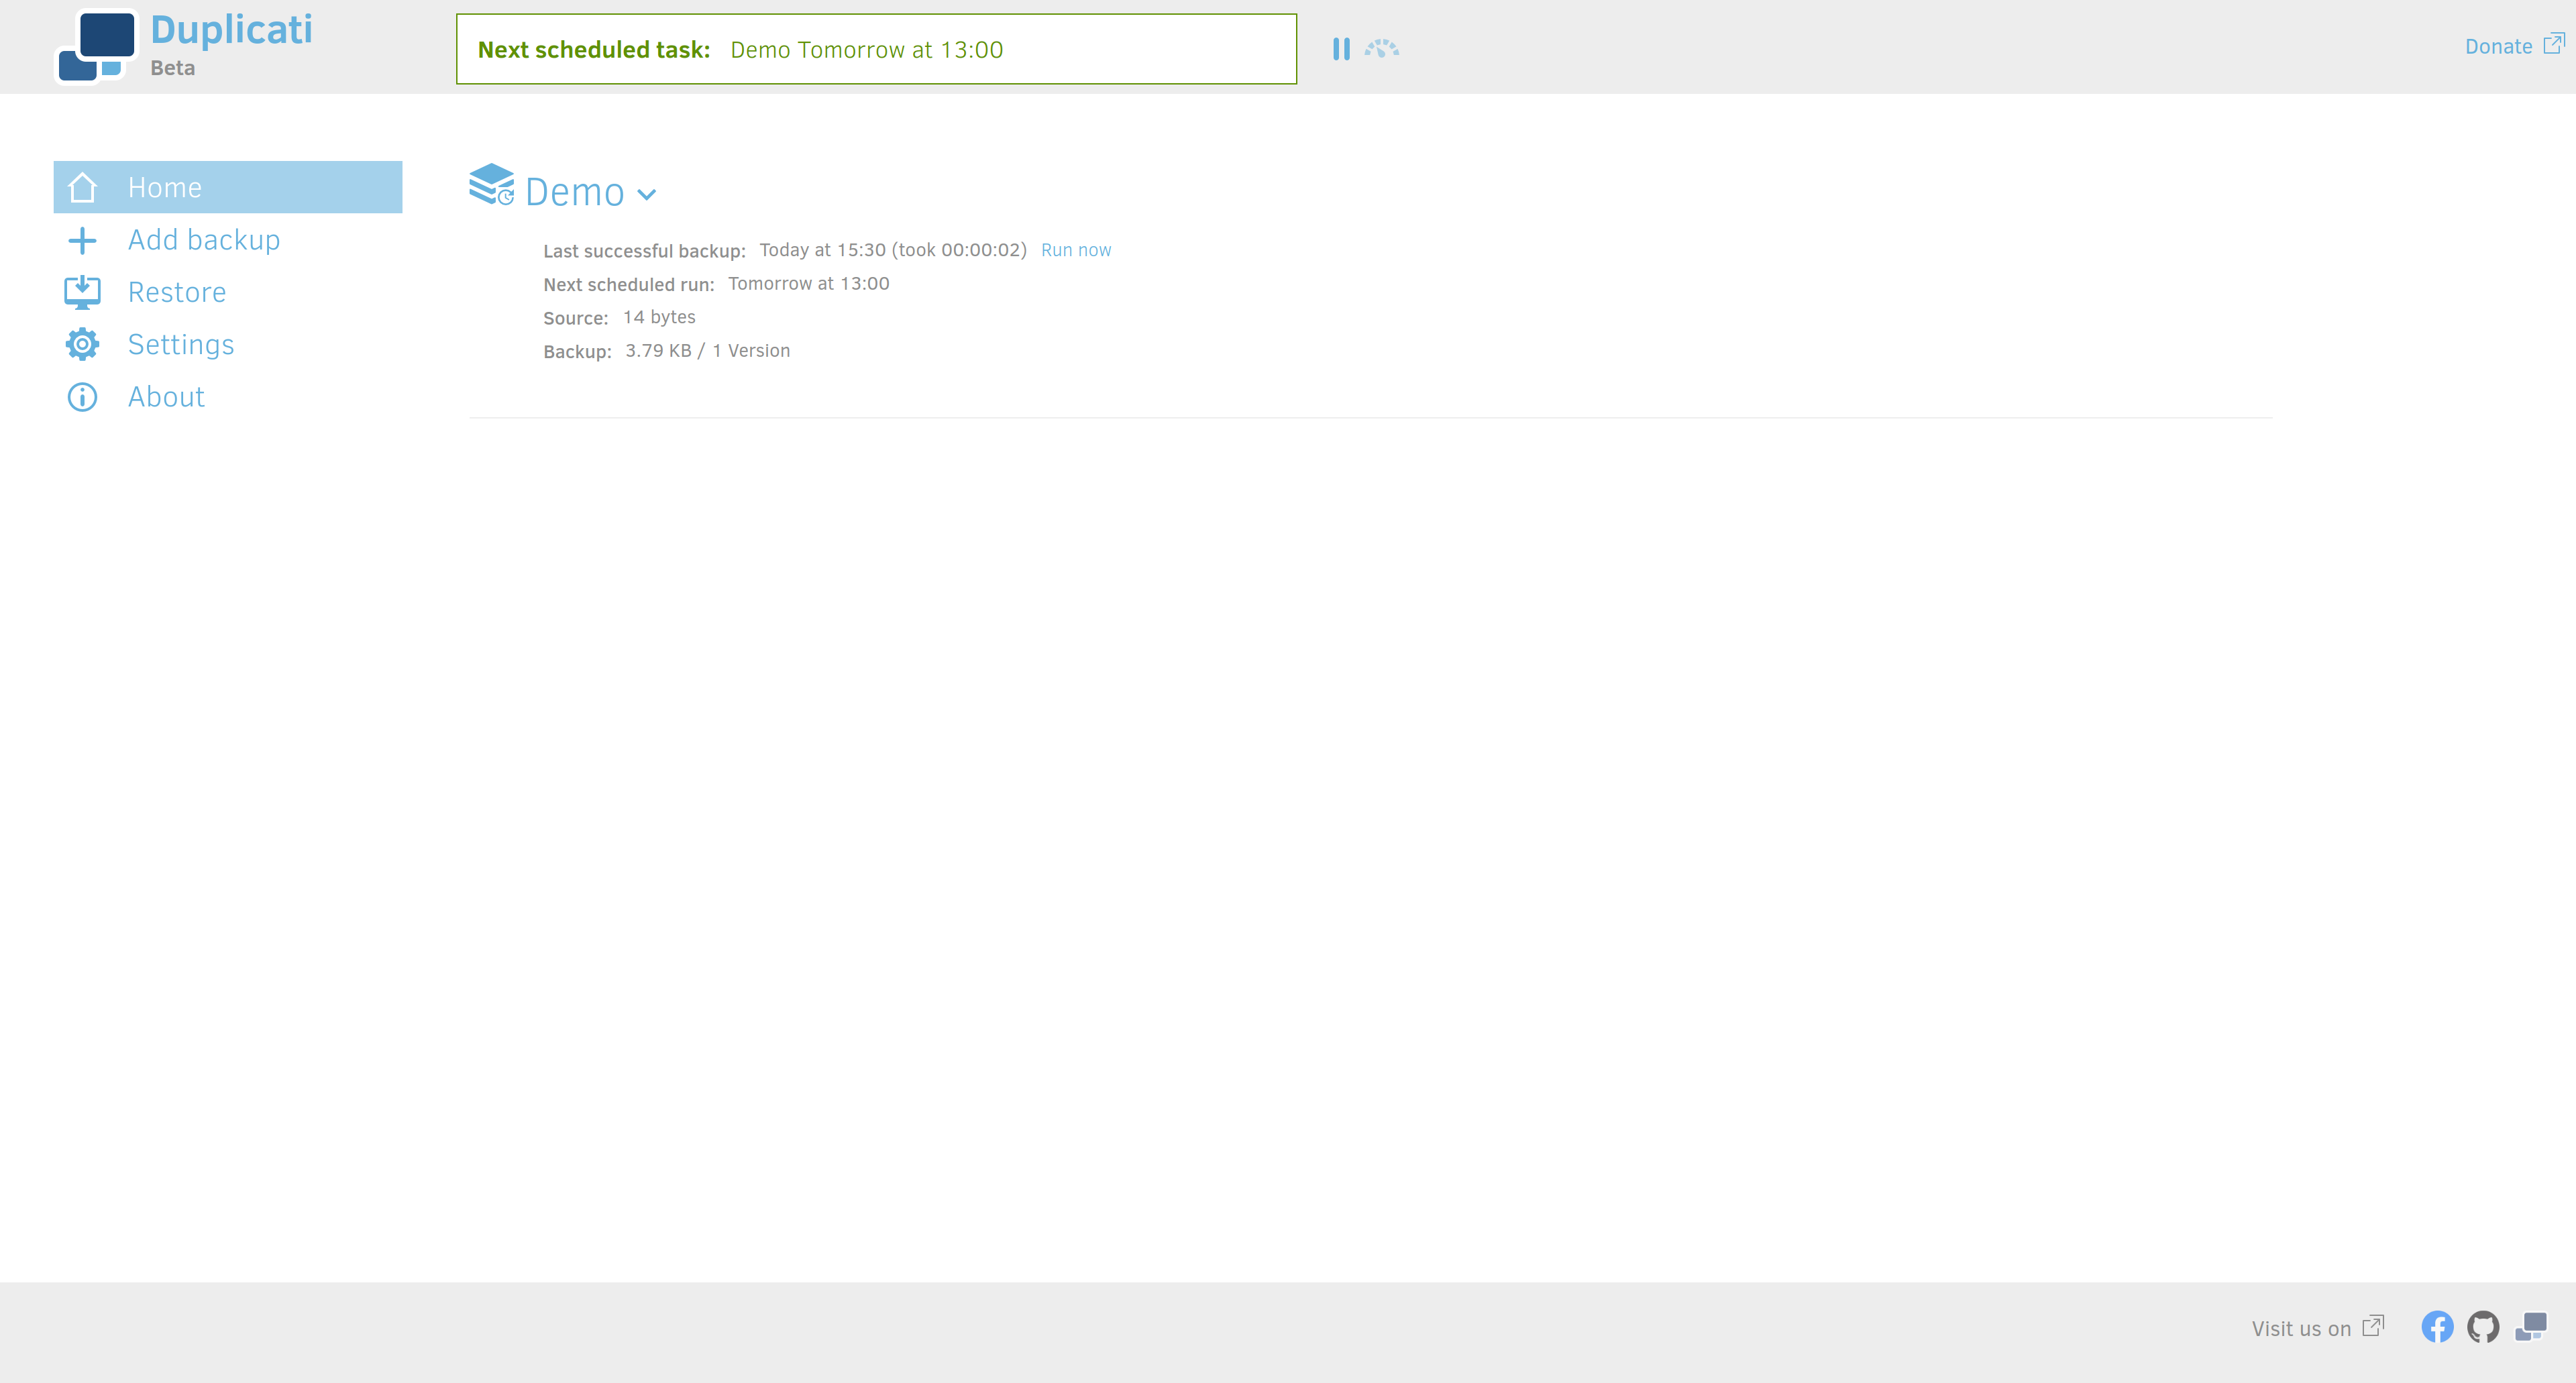 Duplicati
Beta
Next scheduled task: Demo Tomorrow at 13:00
Donate
Home
Add backup
Restore
Settings
About
Demo
Last successful backup: Today at 15:30 (took 00:00:02) Run now
Next scheduled run: Tomorrow at 13:00
Source: 14 bytes
Backup: 3.79 KB / 1 Version
Visit us on